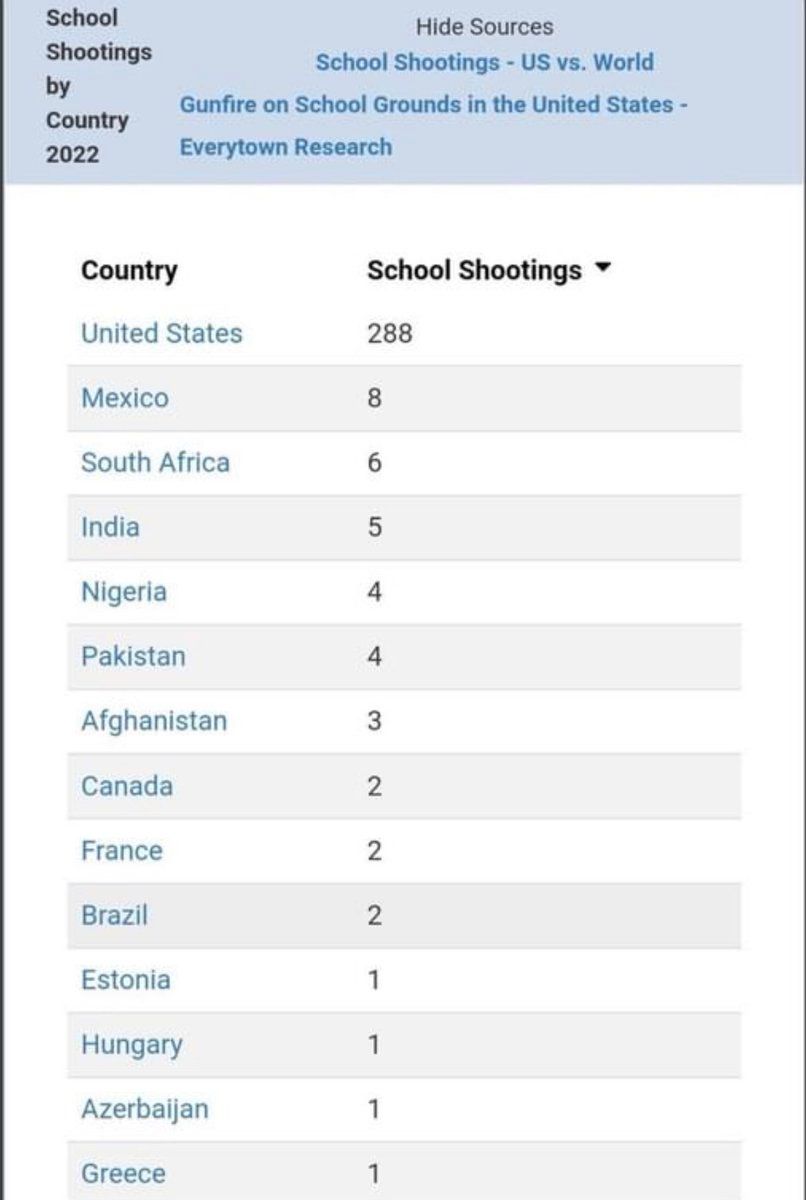 School
Shootings
by
Country
2022
Hide Sources
School Shootings - US vs. World
Gunfire on School Grounds in the United States -
Everytown Research
Country School Shootings
United States 288
Mexico 8
South Africa 6
India 5
Nigeria 4
Pakistan 4
Afghanistan 3
Canada 2
France 2
Brazil 2
Estonia 1
Hungary 1
Azerbaijan 1
Greece 1